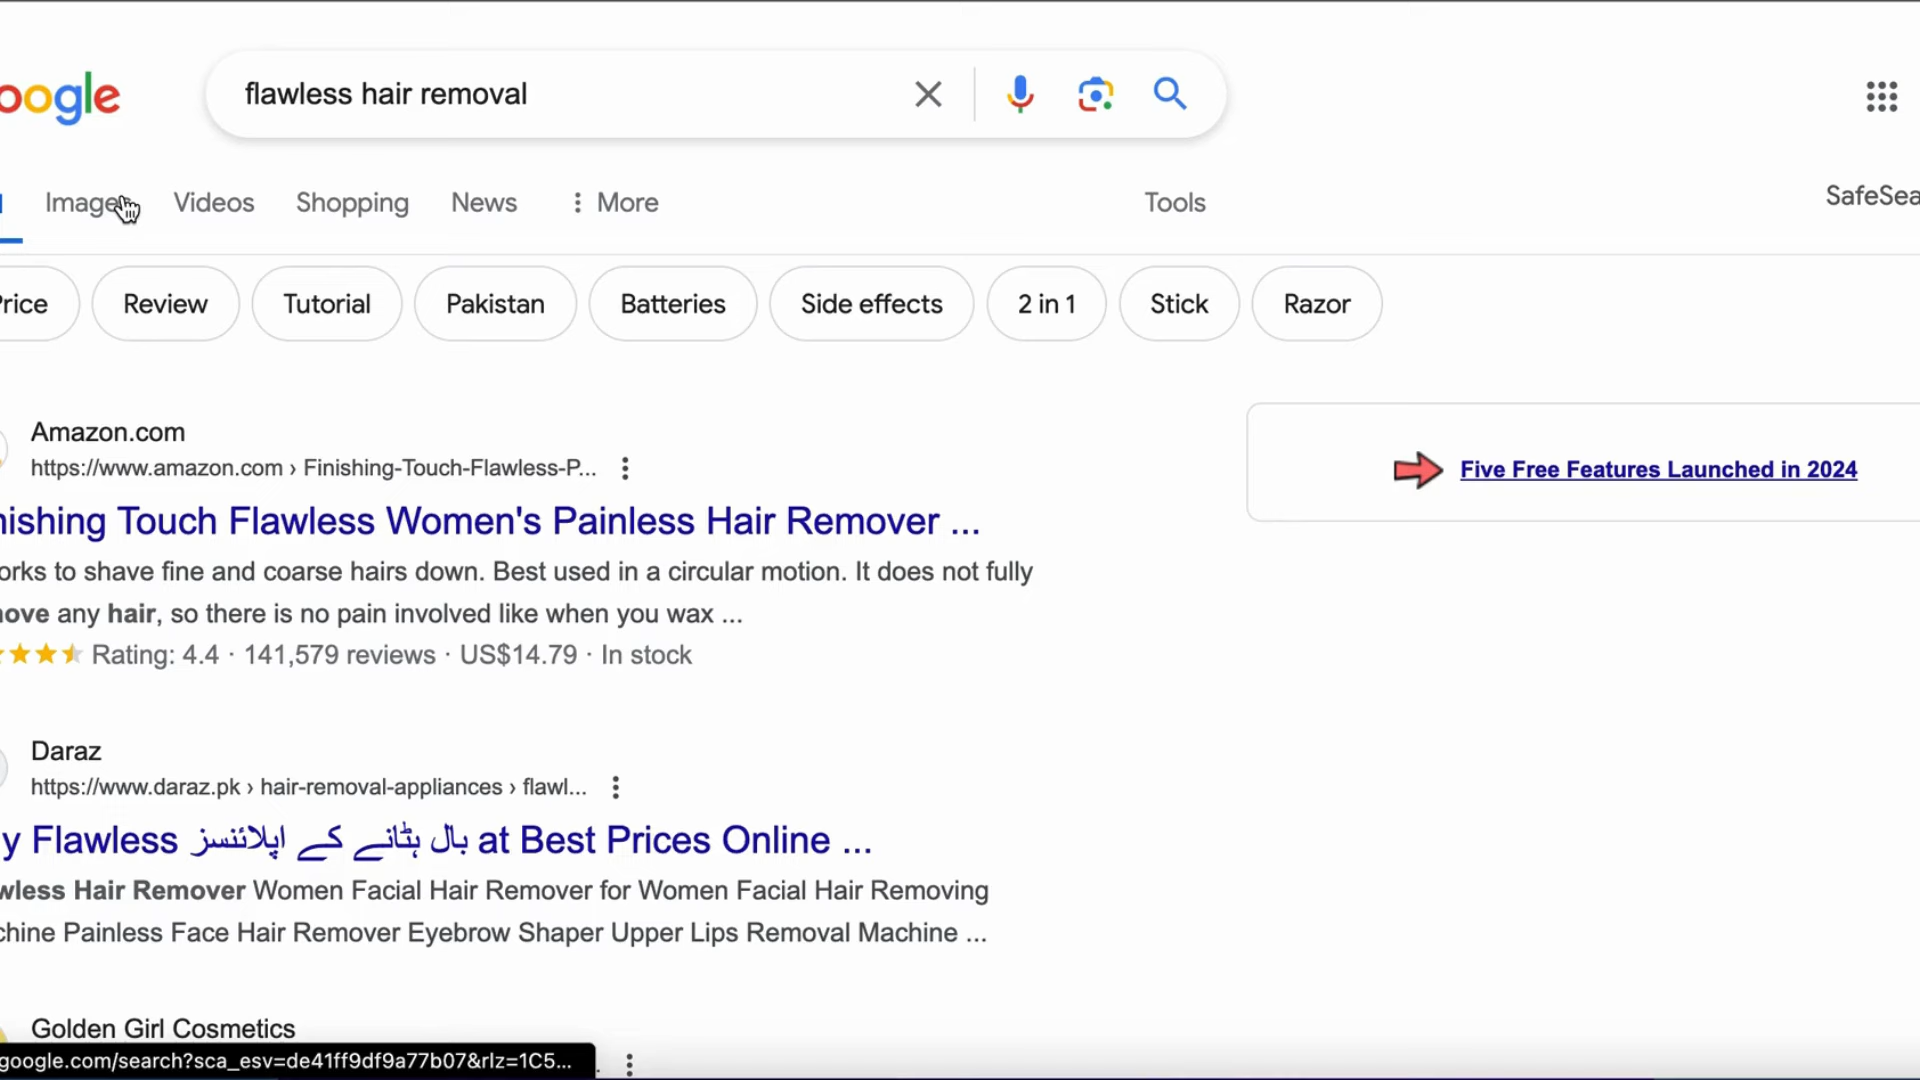 oogle
flawless hair removal
Images Videos Shopping News More Tools SafeSea
Price Review Tutorial Pakistan Batteries Side effects 2 in 1 Stick Razor
Amazon.com
https://www.amazon.com › Finishing-Touch-Flawless-P...
nishing Touch Flawless Women's Painless Hair Remover ...
orks to shave fine and coarse hairs down. Best used in a circular motion. It does not fully
nove any hair, so there is no pain involved like when you wax ...
Rating: 4.4 · 141,579 reviews · US$14.79 · In stock
Five Free Features Launched in 2024
Daraz
https://www.daraz.pk › hair-removal-appliances › flawl...
y Flawless بال ہٹانے کے اپلائنسز at Best Prices Online ...
wless Hair Remover Women Facial Hair Remover for Women Facial Hair Removing
chine Painless Face Hair Remover Eyebrow Shaper Upper Lips Removal Machine ...
Golden Girl Cosmetics
google.com/search?sca_esv=de41ff9df9a77b07&rlz=1C5...